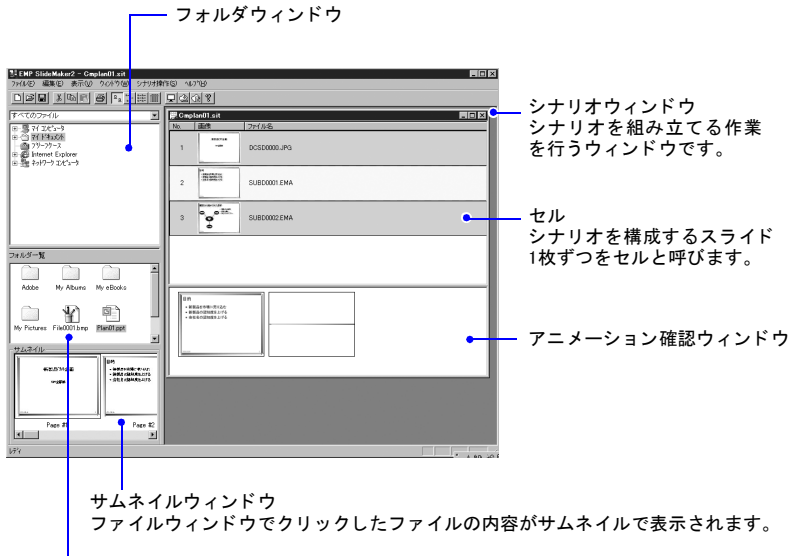 フォルダウィンドウ
EMP SlideMaker2 - Cmplan01.sit
ファイル(F) 編集(E) 表示(V) ウィンドウ(W) シナリオ操作(S) ヘルプ(H)
すべてのファイル
マイ コンピュータ
マイ ドキュメント
ブリーフケース
Internet Explorer
ネットワーク コンピュータ
Cmplan01.sit
No. 画像 ファイル名
1 DCSD0000.JPG
2 SUBD0001.EMA
3 SUBD0002.EMA
シナリオウィンドウ
シナリオを組み立てる作業
を行うウィンドウです。
セル
シナリオを構成するスライド
1枚ずつをセルと呼びます。
フォルダ一覧
Adobe My Albums My eBooks
My Pictures File0001.bmp Plan01.ppt
目的
アニメーション確認ウィンドウ
サムネイル
目的
Page #1 Page #2
レディ
サムネイルウィンドウ
ファイルウィンドウでクリックしたファイルの内容がサムネイルで表示されます。